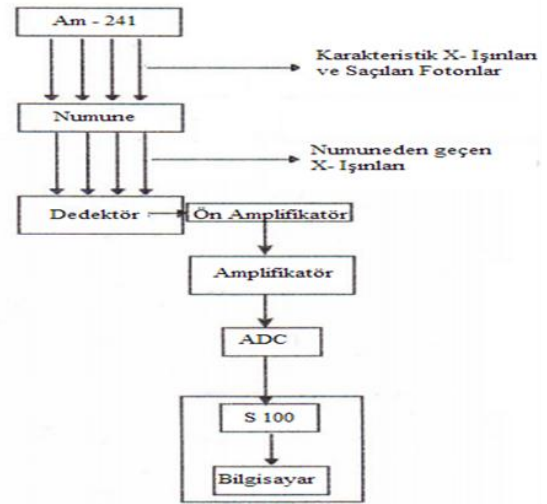 Am - 241
Karakteristik X- Işınları
ve Saçılan Fotonlar
Numune
Numuneden geçen
X- Işınları
Dedektör
Ön Amplifikatör
Amplifikatör
ADC
S 100
Bilgisayar